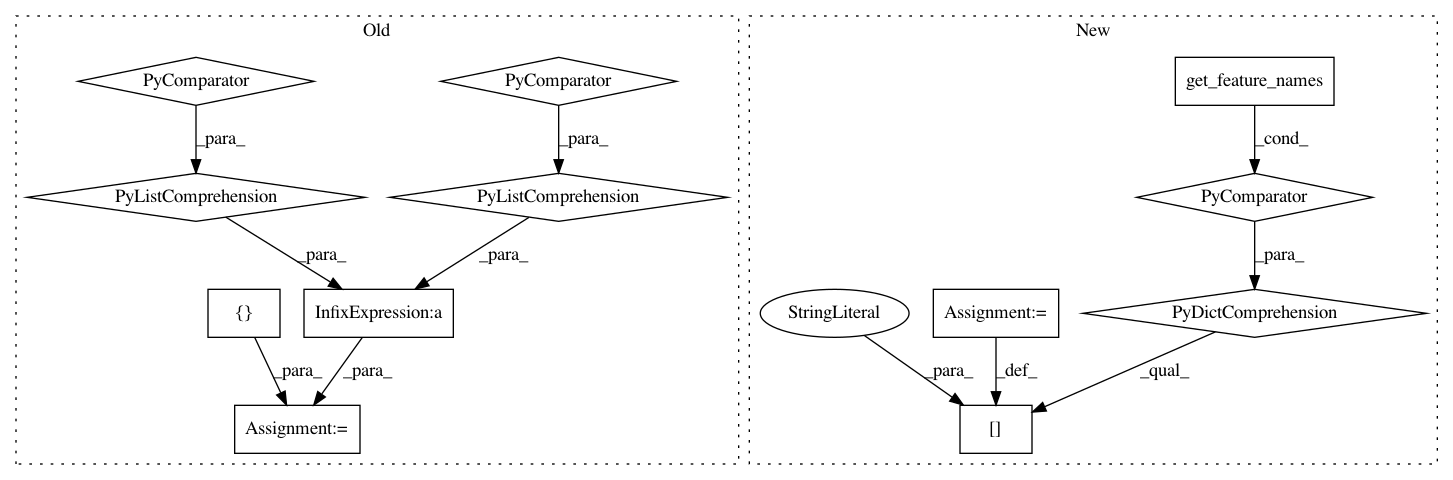 Old
PyComparator
PyComparator
_para_
_para_
PyListComprehension
PyListComprehension
_para_
_para_
{}
InfixExpression:a
_para_
_para_
Assignment:=
New
get_feature_names
_cond_
PyComparator
_para_
StringLiteral
Assignment:=
PyDictComprehension
_para_
_def_
_qual_
[]